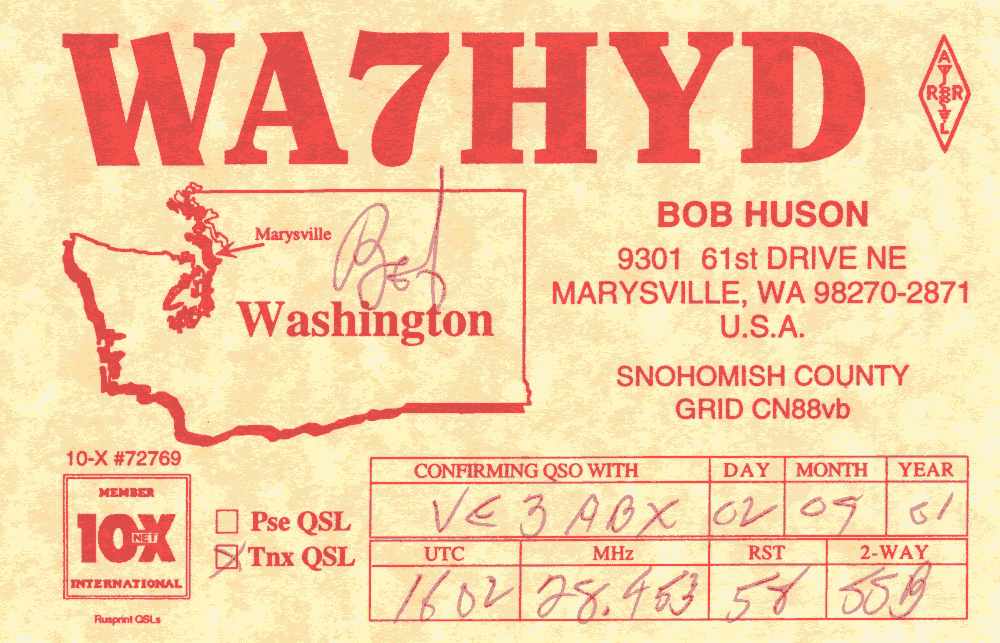 WA7HYD
ARRL
BOB HUSON
9301 61st DRIVE NE
MARYSVILLE, WA 98270-2871
U.S.A.
SNOHOMISH COUNTY
GRID CN88vb
Marysville
Bob
Washington
10-X #72769
MEMBER
10X
NET
INTERNATIONAL
Rusprint QSLs
Pse QSL
Tnx QSL
CONFIRMING QSO WITH DAY MONTH YEAR
VE3ABX 02 09 01
UTC MHz RST 2-WAY
1602 28.453 58 SSB